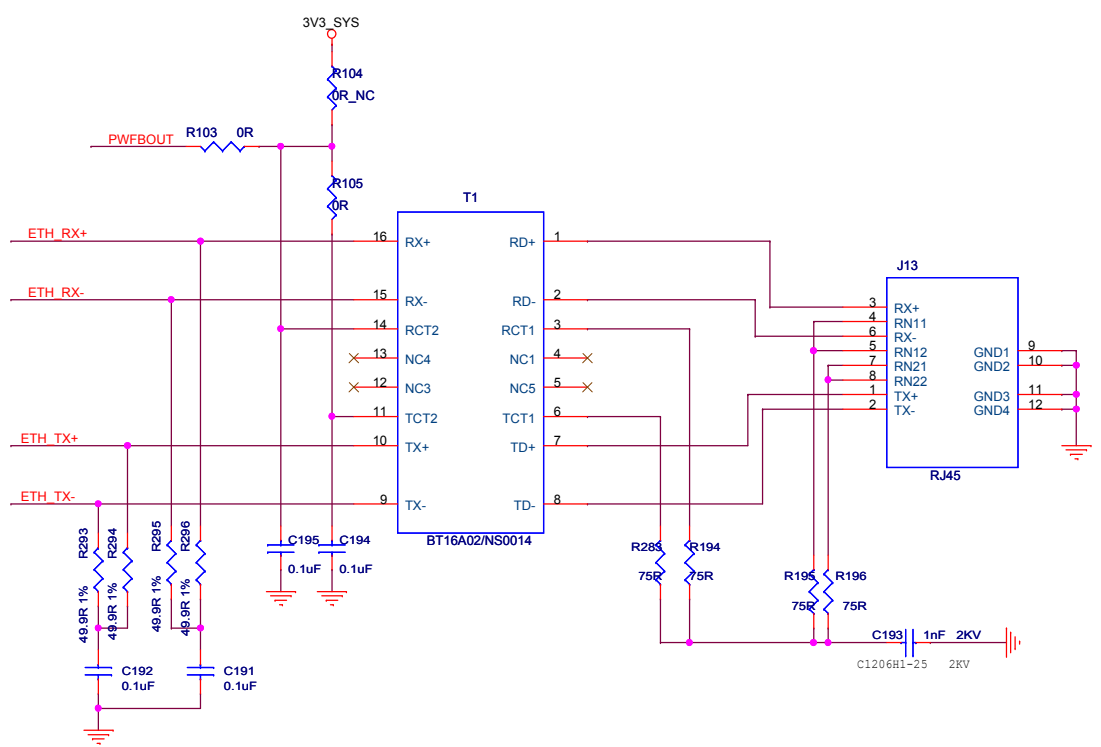 3V3_SYS
R104
0R_NC
PWFBOUT
R103 0R
R105
0R
T1
ETH_RX+
16 RX+ RD+ 1
J13
ETH_RX-
15 RX- RD- 2
3 RX+
4 RN11
14 RCT2 RCT1 3
6 RX-
5 RN12 GND1 9
13 NC4 NC1 4
7 RN21 GND2 10
8 RN22
12 NC3 NC5 5
1 TX+ GND3 11
2 TX- GND4 12
11 TCT2 TCT1 6
ETH_TX+
10 TX+ TD+ 7
RJ45
ETH_TX-
9 TX- TD- 8
BT16A02/NS0014
R293
49.9R 1%
R294
49.9R 1%
R295
49.9R 1%
R296
49.9R 1%
C195
0.1uF
C194
0.1uF
R283
75R
R194
75R
R195
75R
R196
75R
C193 1nF 2KV
C1206H1-25 2KV
C192
0.1uF
C191
0.1uF